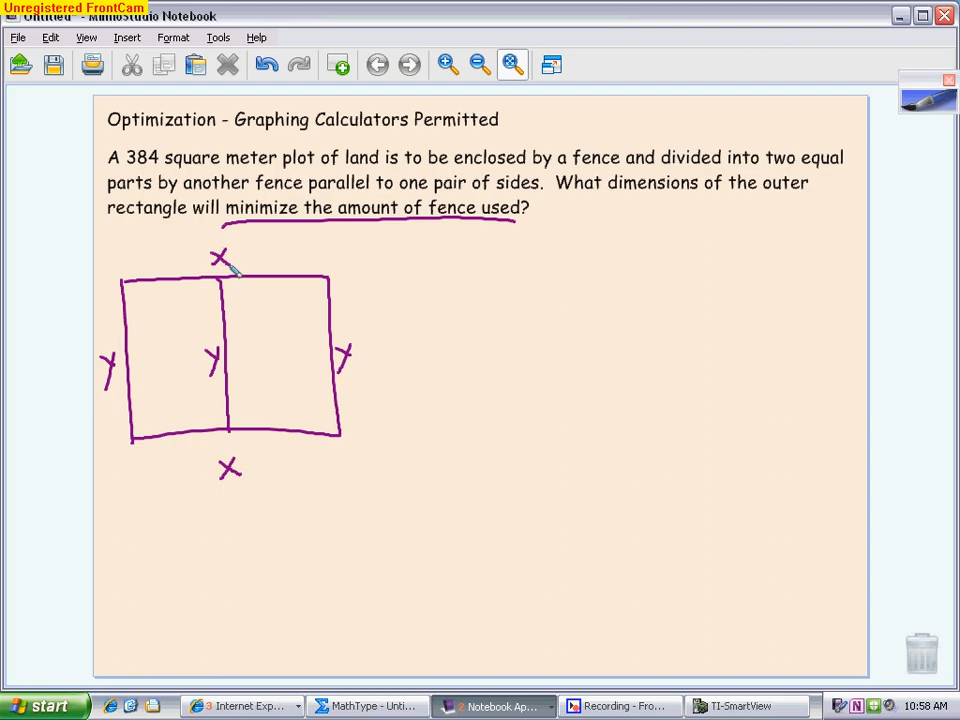 Unregistered FrontCam
Untitled* - MimioStudio Notebook
File Edit View Insert Format Tools Help
Optimization - Graphing Calculators Permitted
A 384 square meter plot of land is to be enclosed by a fence and divided into two equal
parts by another fence parallel to one pair of sides. What dimensions of the outer
rectangle will minimize the amount of fence used?
x
y y y
x
start 3 Internet Exp... MathType - Unti... 2 Notebook Ap... Recording - Fro... TI-SmartView 10:58 AM